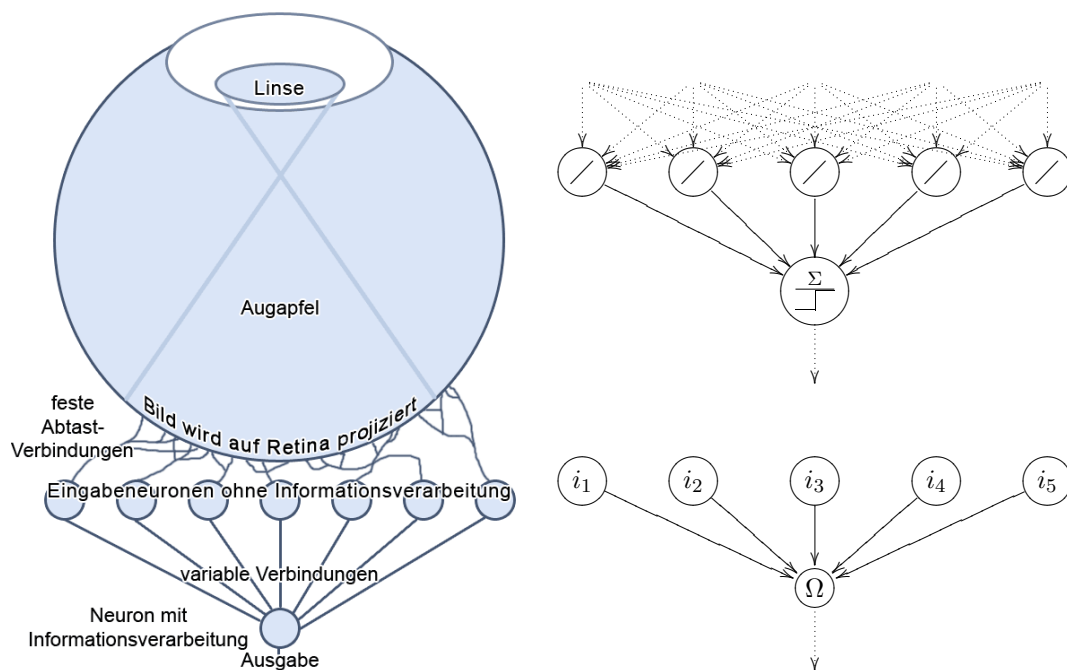 Linse
Augapfel
Bild wird auf Retina projiziert
feste
Abtast-
Verbindungen
Eingabeneuronen ohne Informationsverarbeitung
variable Verbindungen
Neuron mit
Informationsverarbeitung
Ausgabe
Σ
i₁ i₂ i₃ i₄ i₅
Ω